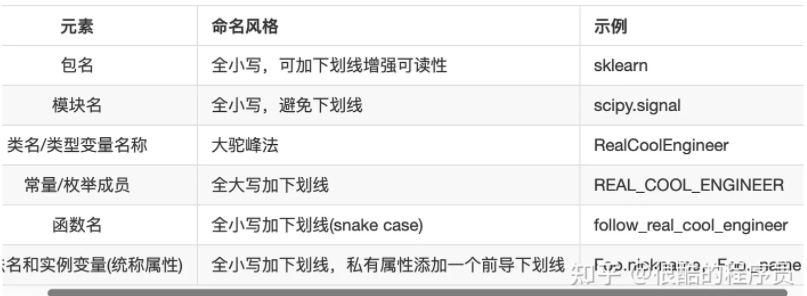 元素 命名风格 示例
包名 全小写，可加下划线增强可读性 sklearn
模块名 全小写，避免下划线 scipy.signal
类名/类型变量名称 大驼峰法 RealCoolEngineer
常量/枚举成员 全大写加下划线 REAL_COOL_ENGINEER
函数名 全小写加下划线(snake case) follow_real_cool_engineer
名和实例变量(统称属性) 全小写加下划线，私有属性添加一个前导下划线 Foo.nickname, Foo._name
知乎 @很酷的程序员